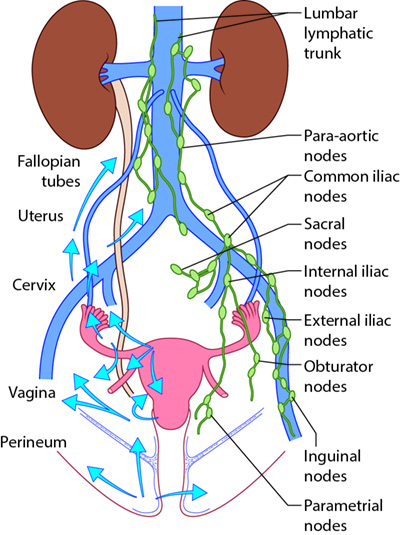 Lumbar
lymphatic
trunk
Para-aortic
nodes
Common iliac
nodes
Sacral
nodes
Internal iliac
nodes
External iliac
nodes
Obturator
nodes
Inguinal
nodes
Parametrial
nodes
Fallopian
tubes
Uterus
Cervix
Vagina
Perineum